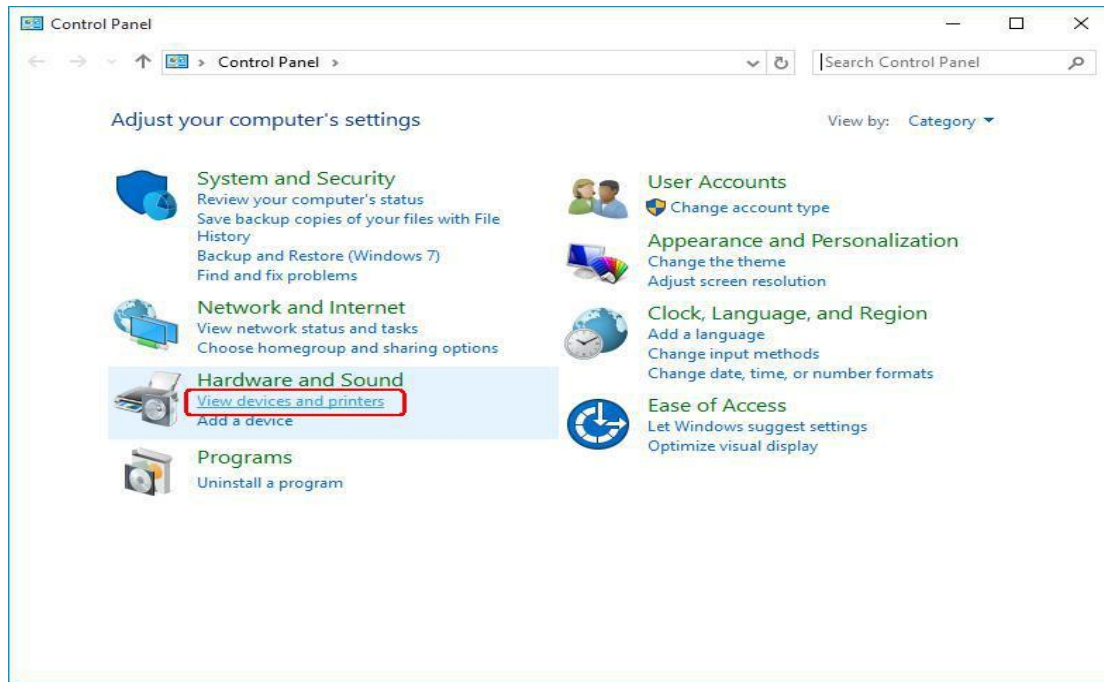 Control Panel
Control Panel
Search Control Panel
Adjust your computer's settings
View by: Category
System and Security
Review your computer's status
Save backup copies of your files with File
History
Backup and Restore (Windows 7)
Find and fix problems
Network and Internet
View network status and tasks
Choose homegroup and sharing options
Hardware and Sound
View devices and printers
Add a device
Programs
Uninstall a program
User Accounts
Change account type
Appearance and Personalization
Change the theme
Adjust screen resolution
Clock, Language, and Region
Add a language
Change input methods
Change date, time, or number formats
Ease of Access
Let Windows suggest settings
Optimize visual display